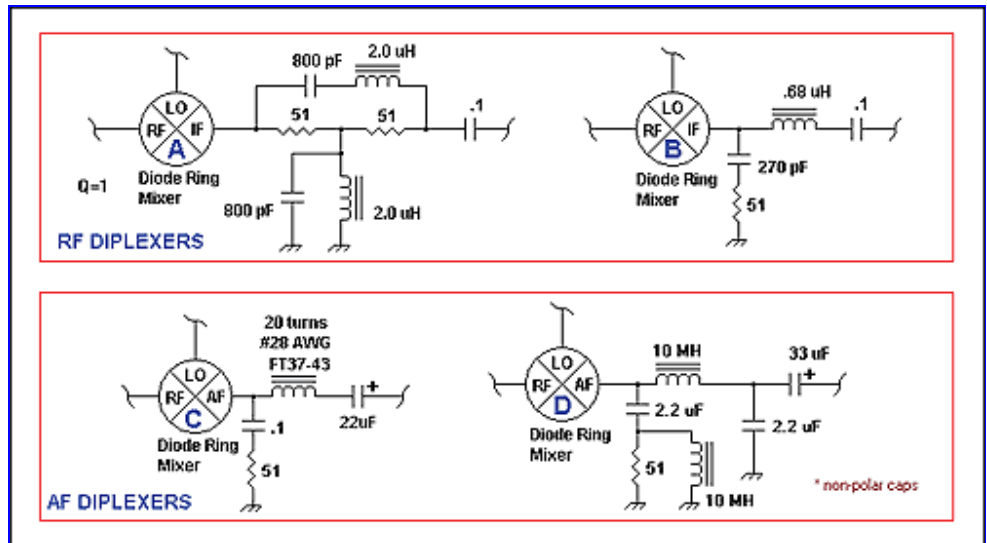 2.0 uH
800 pF
LO
RF
IF
A
51
51
.1
Diode Ring
Mixer
Q=1
800 pF
2.0 uH
RF DIPLEXERS
LO
RF
IF
B
.68 uH
.1
Diode Ring
Mixer
270 pF
51
20 turns
#28 AWG
FT37-43
LO
RF
AF
C
+
22uF
.1
Diode Ring
Mixer
51
AF DIPLEXERS
10 MH
33 uF
LO
RF
AF
D
+
2.2 uF
2.2 uF
Diode Ring
Mixer
51
10 MH
* non-polar caps